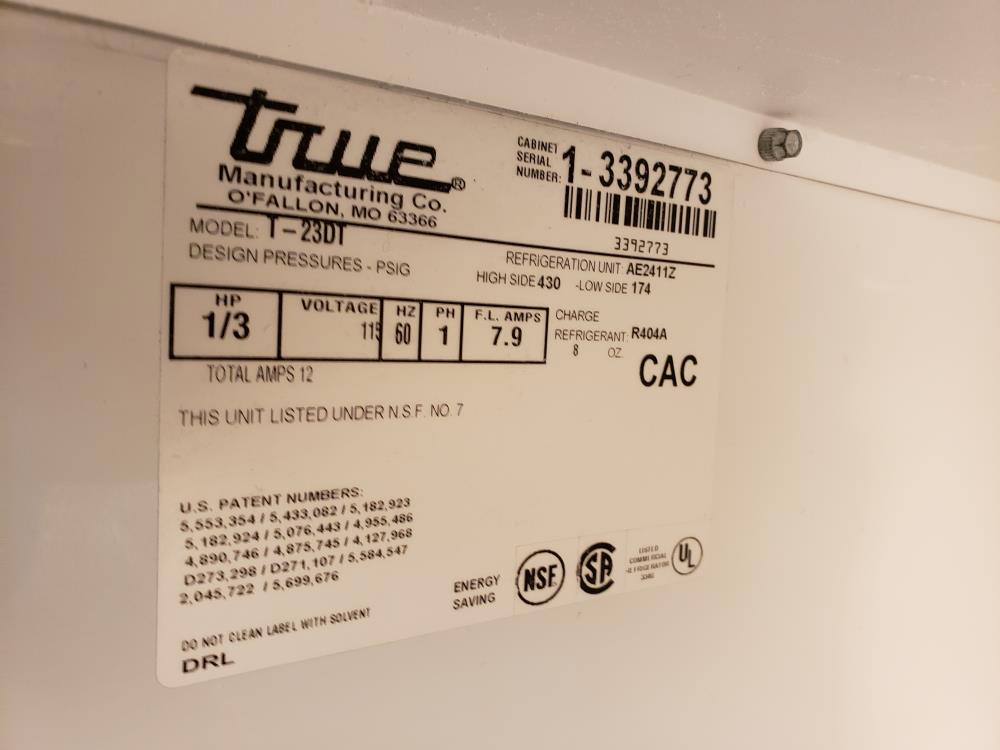 true®
Manufacturing Co.
O'FALLON, MO 63366
CABINET
SERIAL
NUMBER: 1-3392773
3392773
MODEL: T-23DT
REFRIGERATION UNIT: AE2411Z
DESIGN PRESSURES - PSIG
HIGH SIDE 430 -LOW SIDE 174
HP VOLTAGE HZ PH F.L. AMPS
1/3 115 60 1 7.9
CHARGE
REFRIGERANT: R404A
8 OZ.
CAC
TOTAL AMPS 12
THIS UNIT LISTED UNDER N.S.F. NO. 7
U.S. PATENT NUMBERS:
5,553,354 / 5,433,082 / 5,182,923
5,182,924 / 5,076,443 / 4,955,486
4,890,746 / 4,875,745 / 4,127,968
D273,298 / D271,107 / 5,584,547
2,045,722 / 5,699,676
ENERGY
SAVING
NSF
SA
LISTED
COMMERCIAL
REFRIGERATOR
UL
DO NOT CLEAN LABEL WITH SOLVENT
DRL